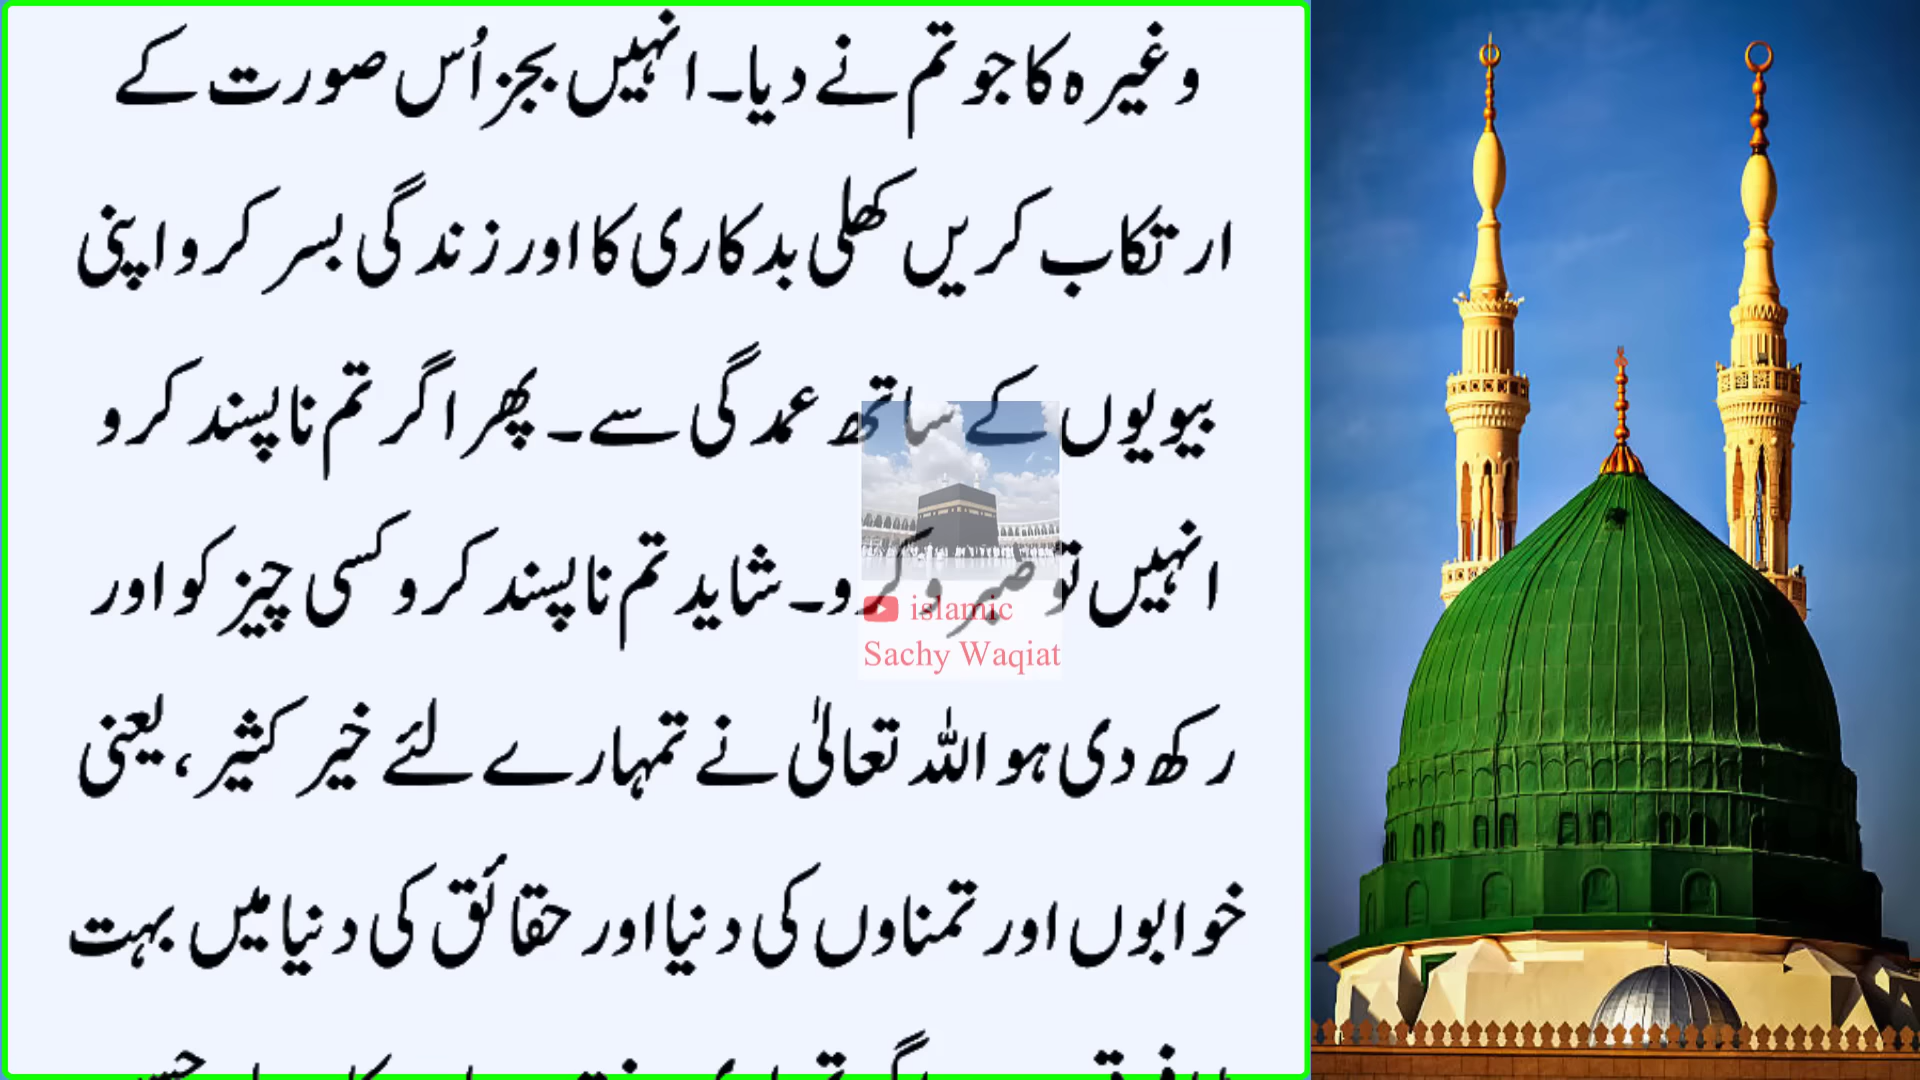 وغیرہ کا جو تم نے دیا۔ انہیں بجز اُس صورت کے
ارتکاب کریں کھلی بدکاری کا اور زندگی بسر کرو اپنی
بیویوں کے ساتھ عمدگی سے۔ پھر اگر تم ناپسند کرو
انہیں تو صبر و کرو۔ شاید تم ناپسند کرو کسی چیز کو اور
رکھ دی ہو اللہ تعالیٰ نے تمہارے لئے خیر کثیر، یعنی
خوابوں اور تمناوں کی دنیا اور حقائق کی دنیا میں بہت
islamic
Sachy Waqiat